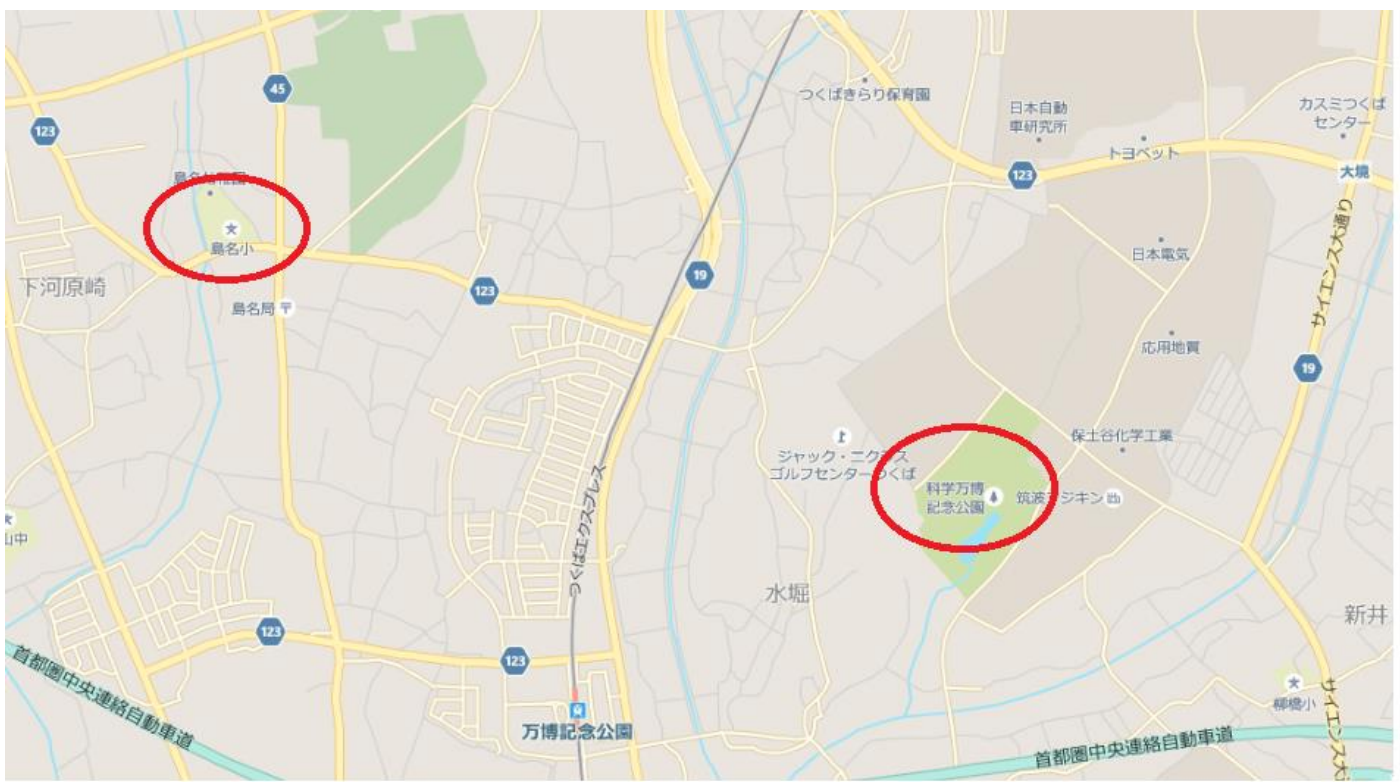 45
つくばきらり保育園
日本自動
車研究所
カスミつくば
センター
123
トヨペット
123
大境
島名幼稚園
島名小
サイエンス大通り
日本電気
19
下河原崎
123
島名局
応用地質
19
保土谷化学工業
ジャック・ニクラス
ゴルフセンターつくば
科学万博
記念公園
つくばエクスプレス
山中
水堀
新井
123
123
首都圏中央連絡自動車道
柳橋小
万博記念公園
首都圏中央連絡自動車道